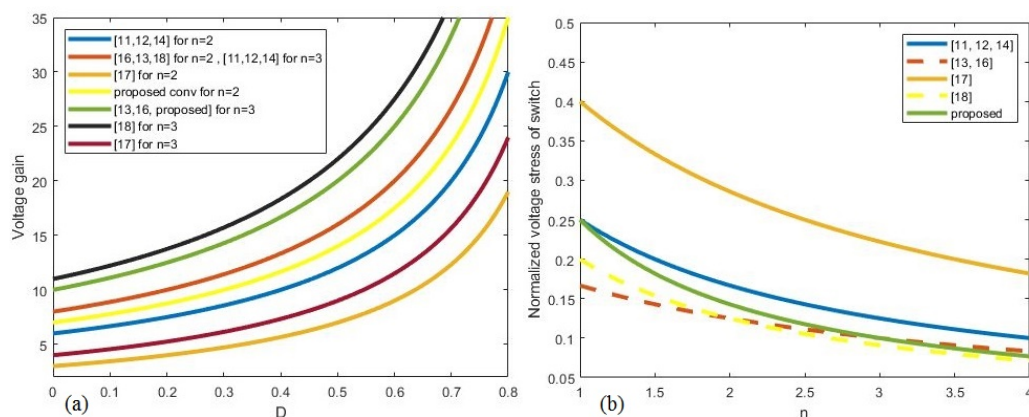 35
30
25
20
15
10
5
Voltage gain
[11,12,14] for n=2
[16,13,18] for n=2 , [11,12,14] for n=3
[17] for n=2
proposed conv for n=2
[13,16, proposed] for n=3
[18] for n=3
[17] for n=3
0 0.1 0.2 0.3 0.4 0.5 0.6 0.7 0.8
D
(a)
0.5
0.45
0.4
0.35
0.3
0.25
0.2
0.15
0.1
0.05
Normalized voltage stress of switch
[11, 12, 14]
[13, 16]
[17]
[18]
proposed
1 1.5 2 2.5 3 3.5 4
n
(b)